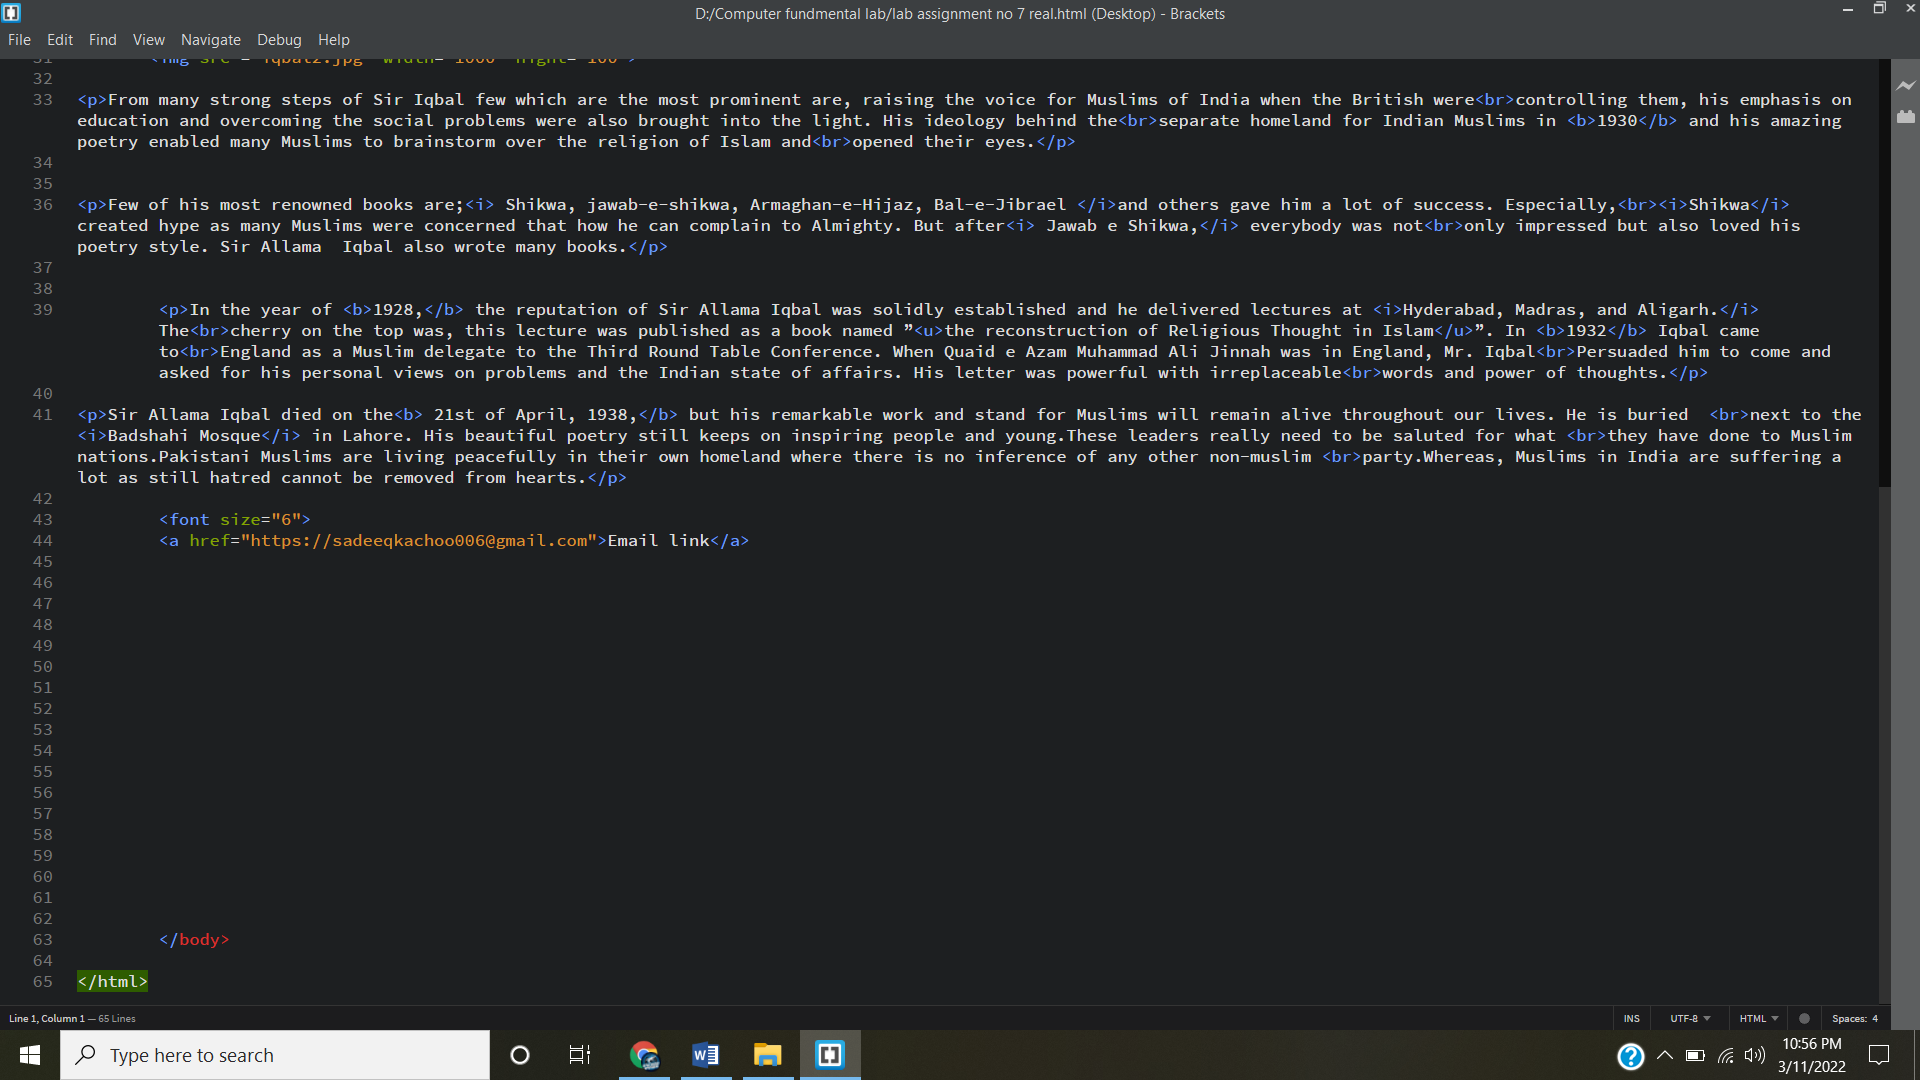 D:/Computer fundmental lab/lab assignment no 7 real.html (Desktop) - Brackets
File Edit Find View Navigate Debug Help
32
33 <p>From many strong steps of Sir Iqbal few which are the most prominent are, raising the voice for Muslims of India when the British were<br>controlling them, his emphasis on
education and overcoming the social problems were also brought into the light. His ideology behind the<br>separate homeland for Indian Muslims in <b>1930</b> and his amazing
poetry enabled many Muslims to brainstorm over the religion of Islam and<br>opened their eyes.</p>
34
35
36 <p>Few of his most renowned books are;<i> Shikwa, jawab-e-shikwa, Armaghan-e-Hijaz, Bal-e-Jibrael </i>and others gave him a lot of success. Especially,<br><i>Shikwa</i>
created hype as many Muslims were concerned that how he can complain to Almighty. But after<i> Jawab e Shikwa,</i> everybody was not<br>only impressed but also loved his
poetry style. Sir Allama  Iqbal also wrote many books.</p>
37
38
39 <p>In the year of <b>1928,</b> the reputation of Sir Allama Iqbal was solidly established and he delivered lectures at <i>Hyderabad, Madras, and Aligarh.</i>
The<br>cherry on the top was, this lecture was published as a book named ”<u>the reconstruction of Religious Thought in Islam</u>”. In <b>1932</b> Iqbal came
to<br>England as a Muslim delegate to the Third Round Table Conference. When Quaid e Azam Muhammad Ali Jinnah was in England, Mr. Iqbal<br>Persuaded him to come and
asked for his personal views on problems and the Indian state of affairs. His letter was powerful with irreplaceable<br>words and power of thoughts.</p>
40
41 <p>Sir Allama Iqbal died on the<b> 21st of April, 1938,</b> but his remarkable work and stand for Muslims will remain alive throughout our lives. He is buried  <br>next to the
<i>Badshahi Mosque</i> in Lahore. His beautiful poetry still keeps on inspiring people and young.These leaders really need to be saluted for what <br>they have done to Muslim
nations.Pakistani Muslims are living peacefully in their own homeland where there is no inference of any other non-muslim <br>party.Whereas, Muslims in India are suffering a
lot as still hatred cannot be removed from hearts.</p>
42
43 <font size="6">
44 <a href="https://sadeeqkachoo006@gmail.com">Email link</a>
45
46
47
48
49
50
51
52
53
54
55
56
57
58
59
60
61
62
63 </body>
64
65 </html>
Line 1, Column 1 — 65 Lines
INS UTF-8 HTML Spaces: 4
Type here to search
10:56 PM
3/11/2022